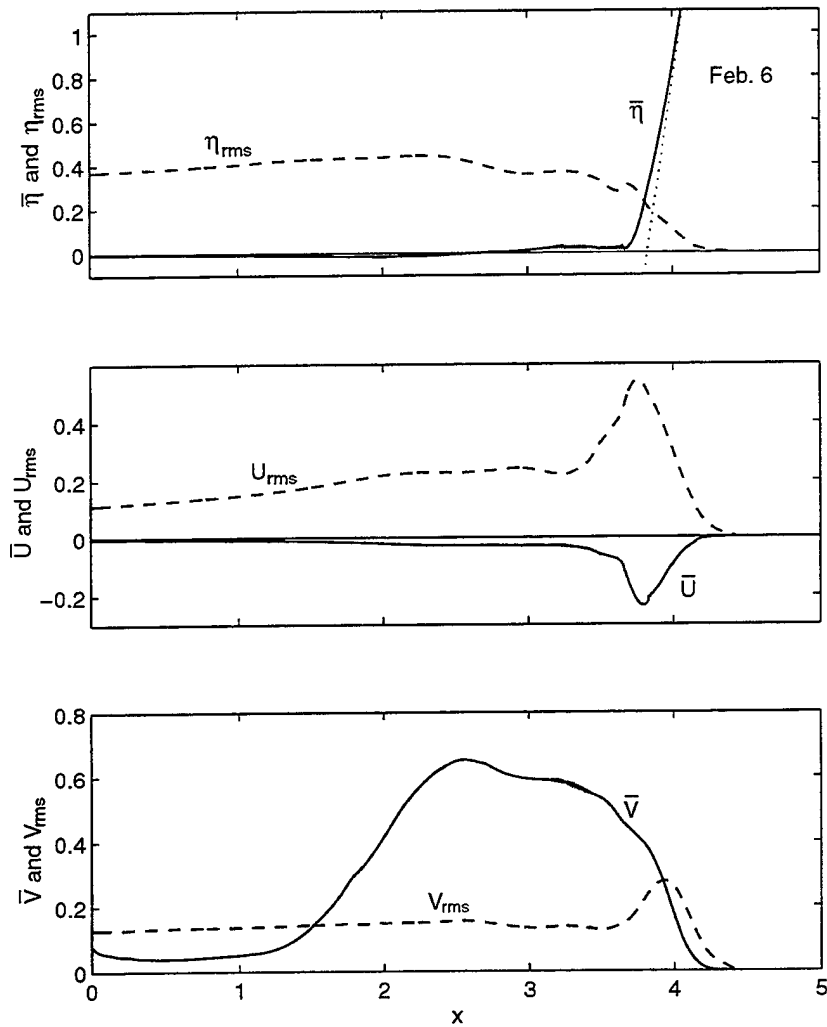 η̅ and ηrms
1
0.8
0.6
0.4
0.2
0
Feb. 6
η̅
ηrms
U̅ and Urms
0.4
0.2
0
−0.2
Urms
U̅
V̅ and Vrms
0.8
0.6
0.4
0.2
0
V̅
Vrms
0 1 2 3 4 5
x